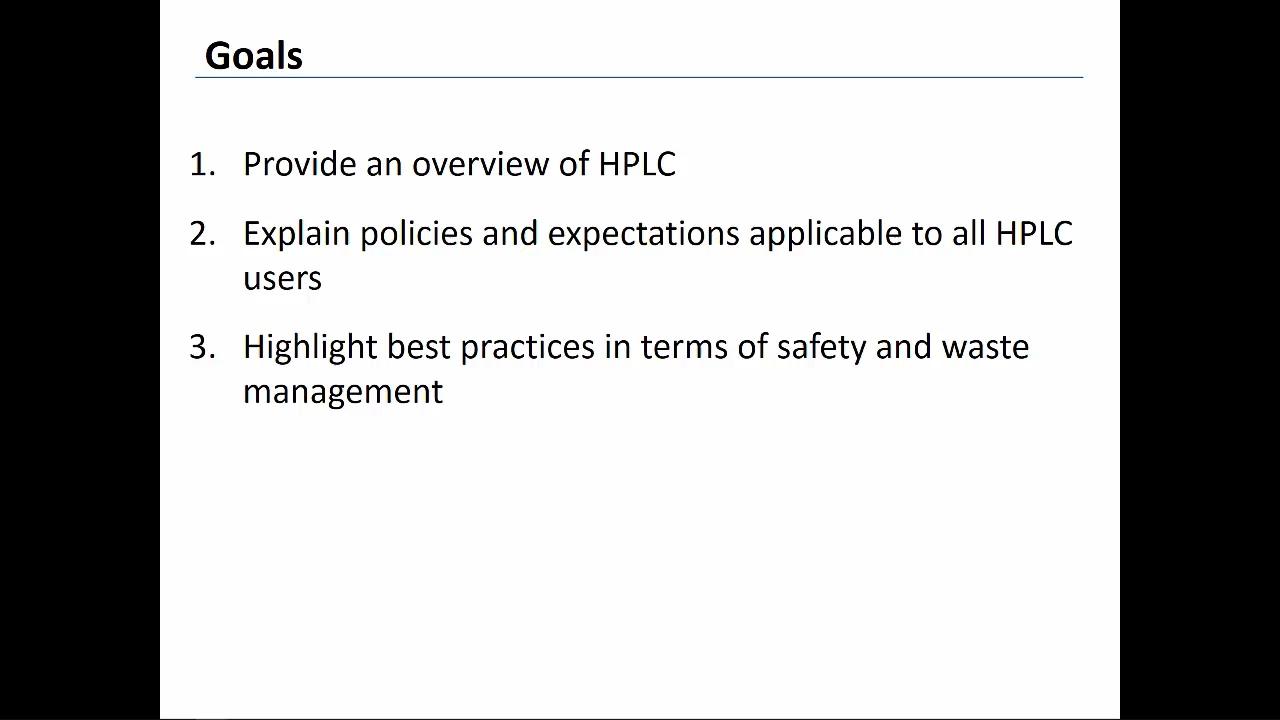 Goals
1. Provide an overview of HPLC
2. Explain policies and expectations applicable to all HPLC
users
3. Highlight best practices in terms of safety and waste
management